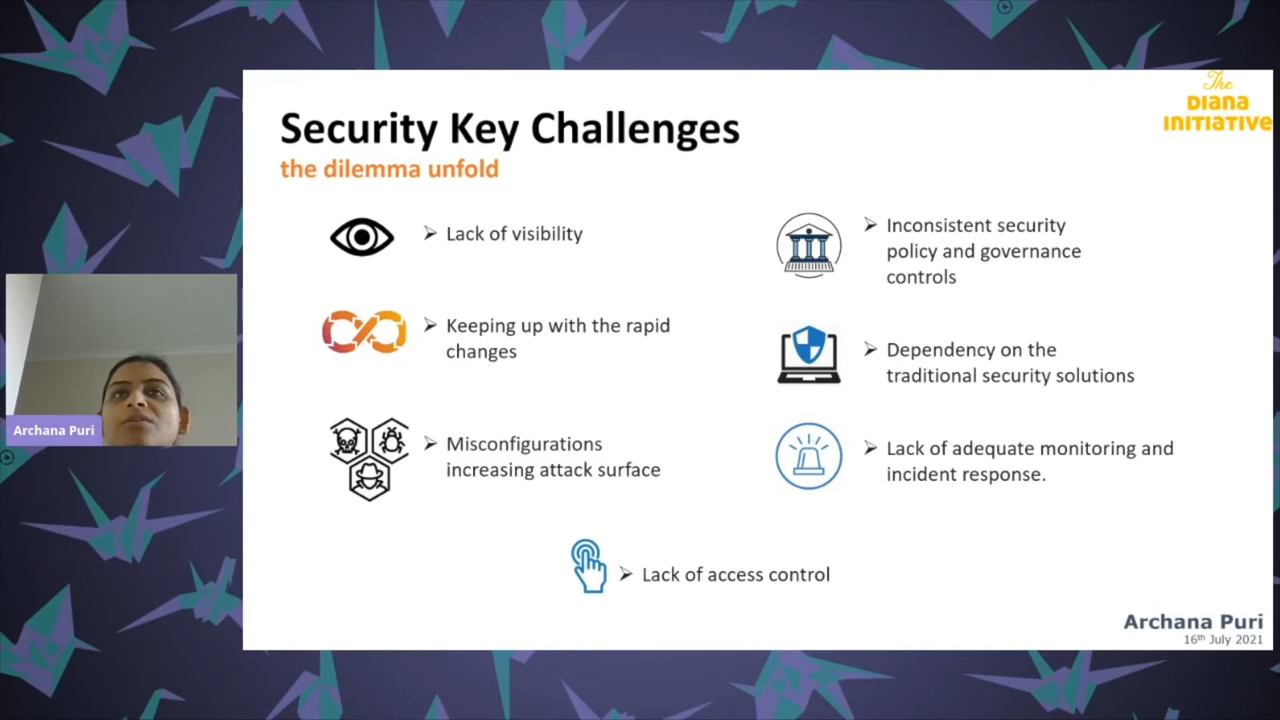 The
DIANA
INITIATIVE
Security Key Challenges
the dilemma unfold
➢ Lack of visibility
➢ Keeping up with the rapid
changes
➢ Misconfigurations
increasing attack surface
➢ Inconsistent security
policy and governance
controls
➢ Dependency on the
traditional security solutions
➢ Lack of adequate monitoring and
incident response.
➢ Lack of access control
Archana Puri
Archana Puri
16th July 2021